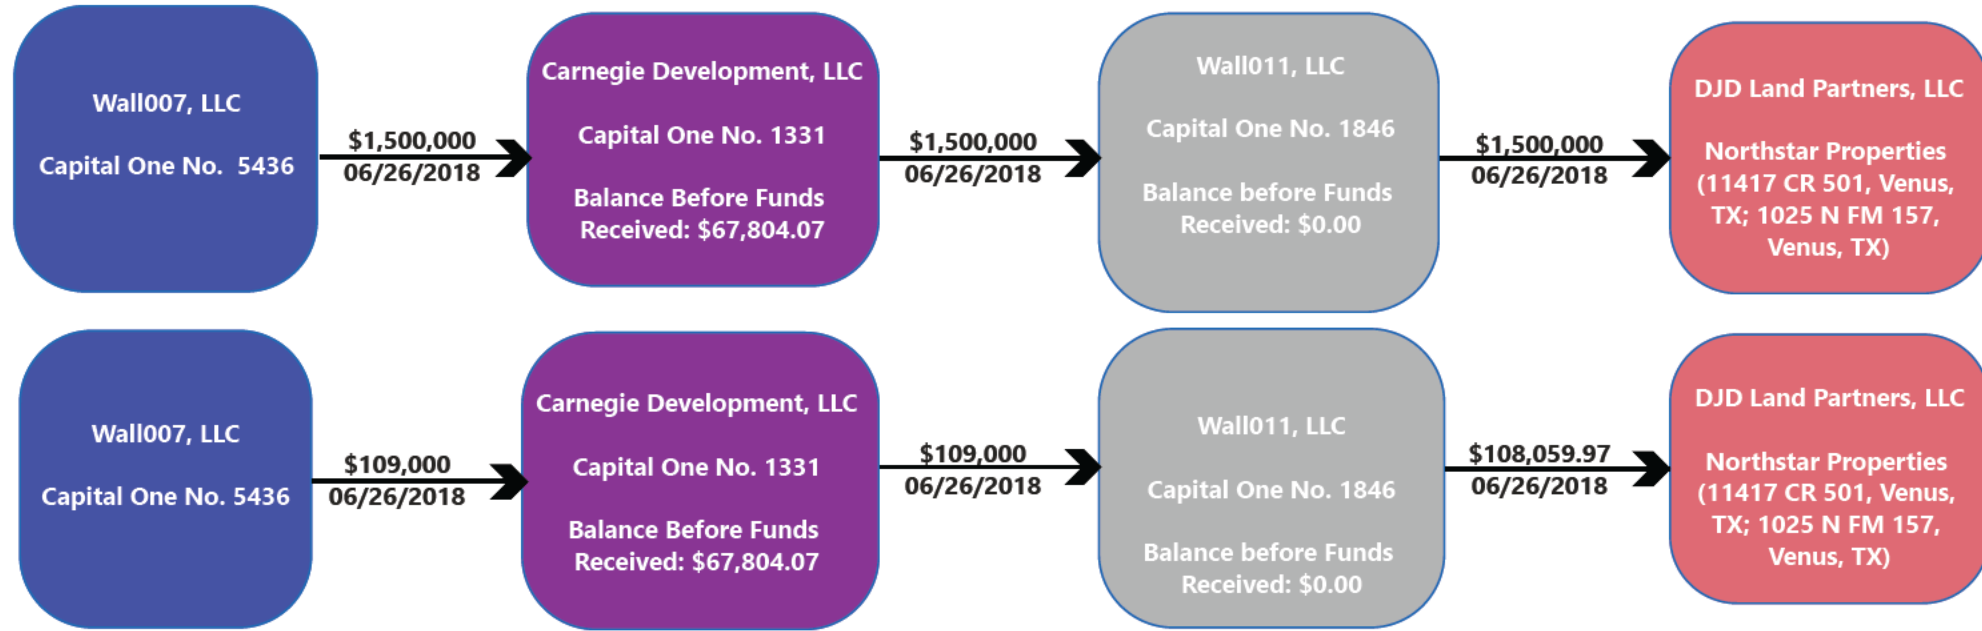 Wall007, LLC
Capital One No. 5436
$1,500,000
06/26/2018
Carnegie Development, LLC
Capital One No. 1331
Balance Before Funds
Received: $67,804.07
$1,500,000
06/26/2018
Wall011, LLC
Capital One No. 1846
Balance before Funds
Received: $0.00
$1,500,000
06/26/2018
DJD Land Partners, LLC
Northstar Properties
(11417 CR 501, Venus,
TX; 1025 N FM 157,
Venus, TX)
Wall007, LLC
Capital One No. 5436
$109,000
06/26/2018
Carnegie Development, LLC
Capital One No. 1331
Balance Before Funds
Received: $67,804.07
$109,000
06/26/2018
Wall011, LLC
Capital One No. 1846
Balance before Funds
Received: $0.00
$108,059.97
06/26/2018
DJD Land Partners, LLC
Northstar Properties
(11417 CR 501, Venus,
TX; 1025 N FM 157,
Venus, TX)